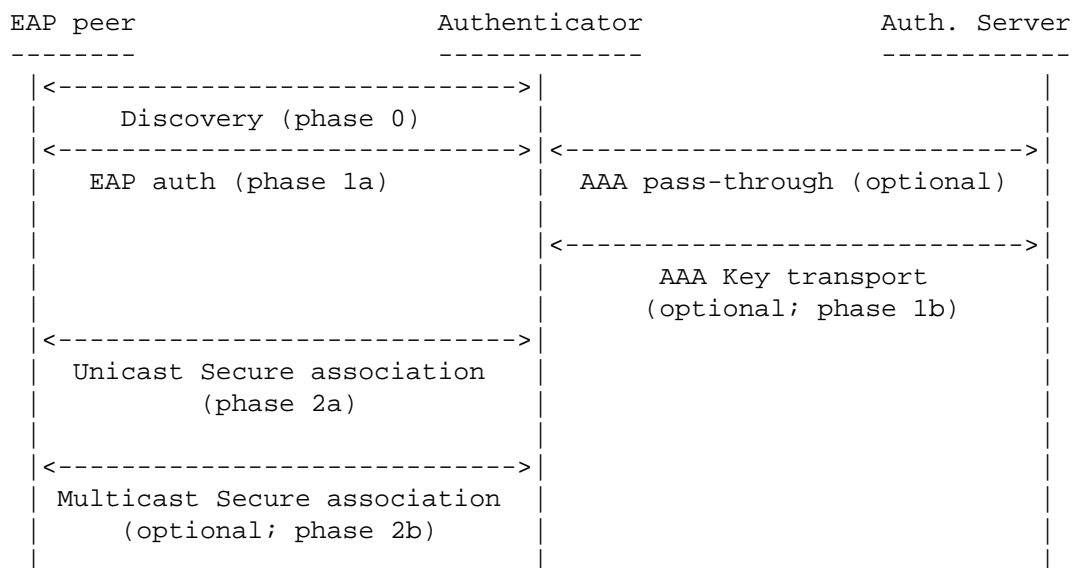 EAP peer Authenticator Auth. Server
-------- ------------- ------------
|<----------------------------->| |
| Discovery (phase 0) | |
|<----------------------------->|<----------------------------->|
| EAP auth (phase 1a) | AAA pass-through (optional) |
| | |
| |<----------------------------->|
| | AAA Key transport |
| | (optional; phase 1b) |
|<----------------------------->| |
| Unicast Secure association | |
| (phase 2a) | |
| | |
|<----------------------------->| |
| Multicast Secure association | |
| (optional; phase 2b) | |
| | |